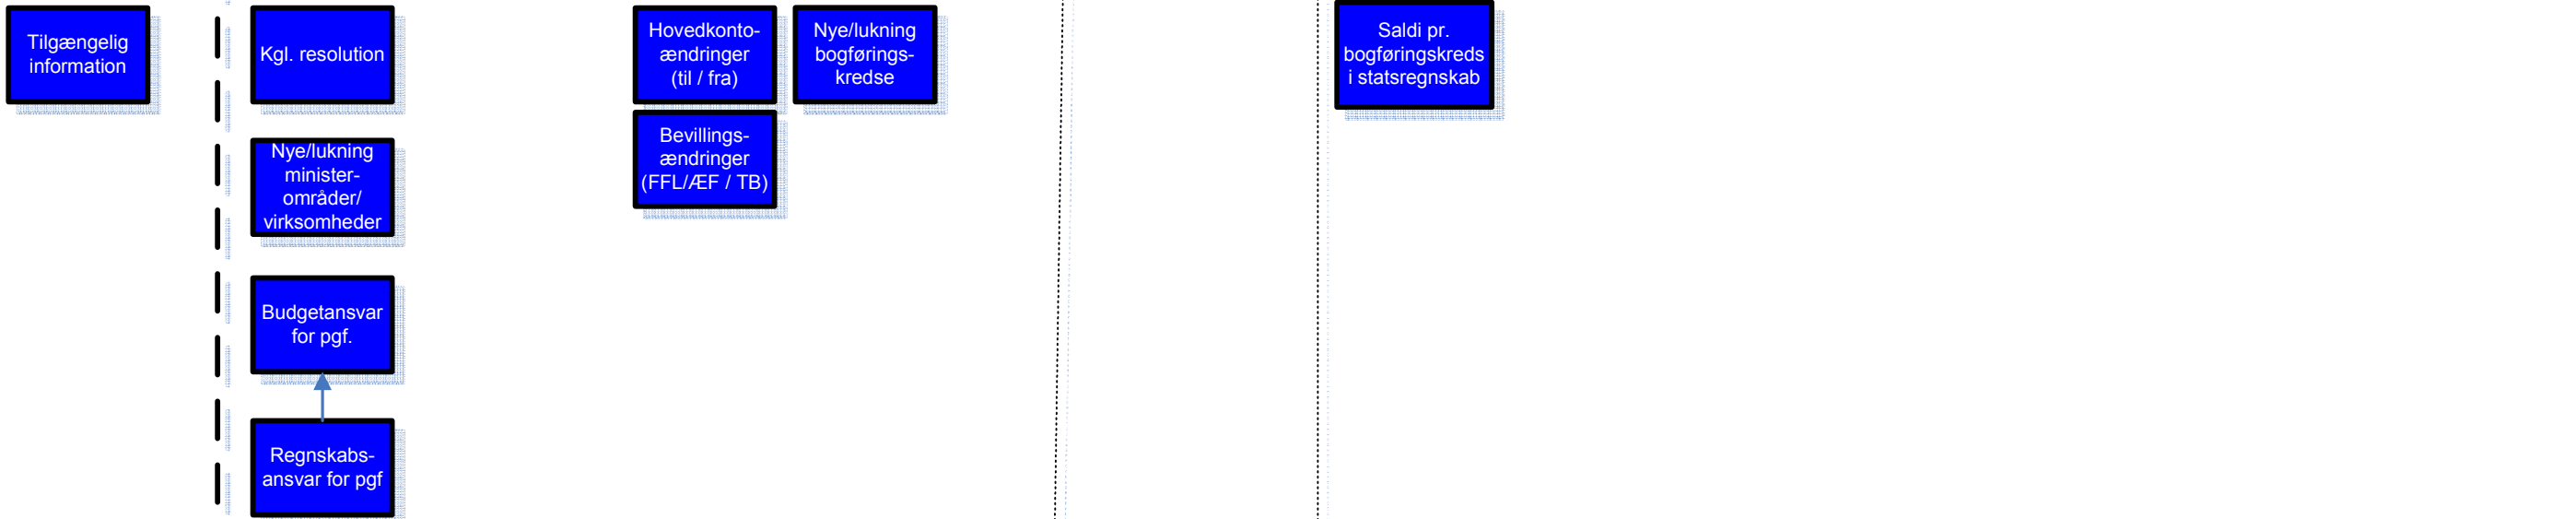 Tilgængelig
information
Kgl. resolution
Nye/lukning
minister-
områder/
virksomheder
Budgetansvar
for pgf.
Regnskabs-
ansvar for pgf
Hovedkonto-
ændringer
(til / fra)
Bevillings-
ændringer
(FFL/ÆF / TB)
Nye/lukning
bogførings-
kredse
Saldi pr.
bogføringskreds
i statsregnskab